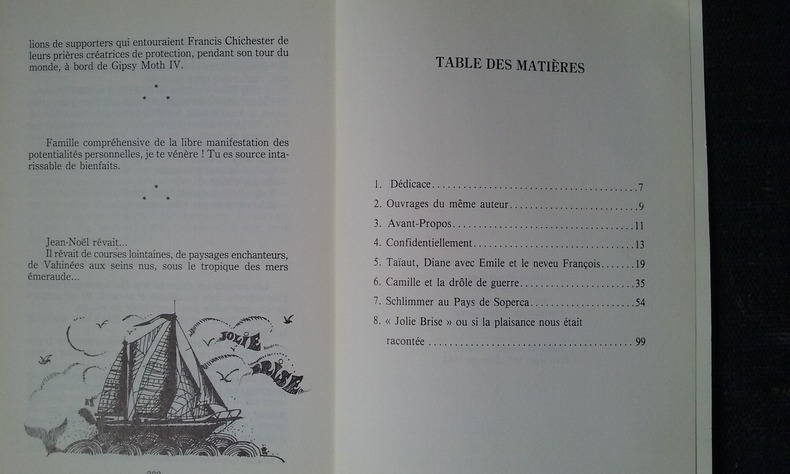 lions de supporters qui entouraient Francis Chichester de
leurs prières créatrices de protection, pendant son tour du
monde, à bord de Gipsy Moth IV.
*
* *
Famille compréhensive de la libre manifestation des
potentialités personnelles, je te vénère ! Tu es source inta-
rissable de bienfaits.
*
* *
Jean-Noël rêvait...
Il rêvait de courses lointaines, de paysages enchanteurs,
de Vahinées aux seins nus, sous le tropique des mers
émeraude...
JOLIE
BRISE
TABLE DES MATIÈRES
1. Dédicace.......................................7
2. Ouvrages du même auteur.......................9
3. Avant-Propos..................................11
4. Confidentiellement.............................13
5. Taïaut, Diane avec Emile et le neveu François.......19
6. Camille et la drôle de guerre....................35
7. Schlimmer au Pays de Soperca..................54
8. « Jolie Brise » ou si la plaisance nous était
racontée ....................................99